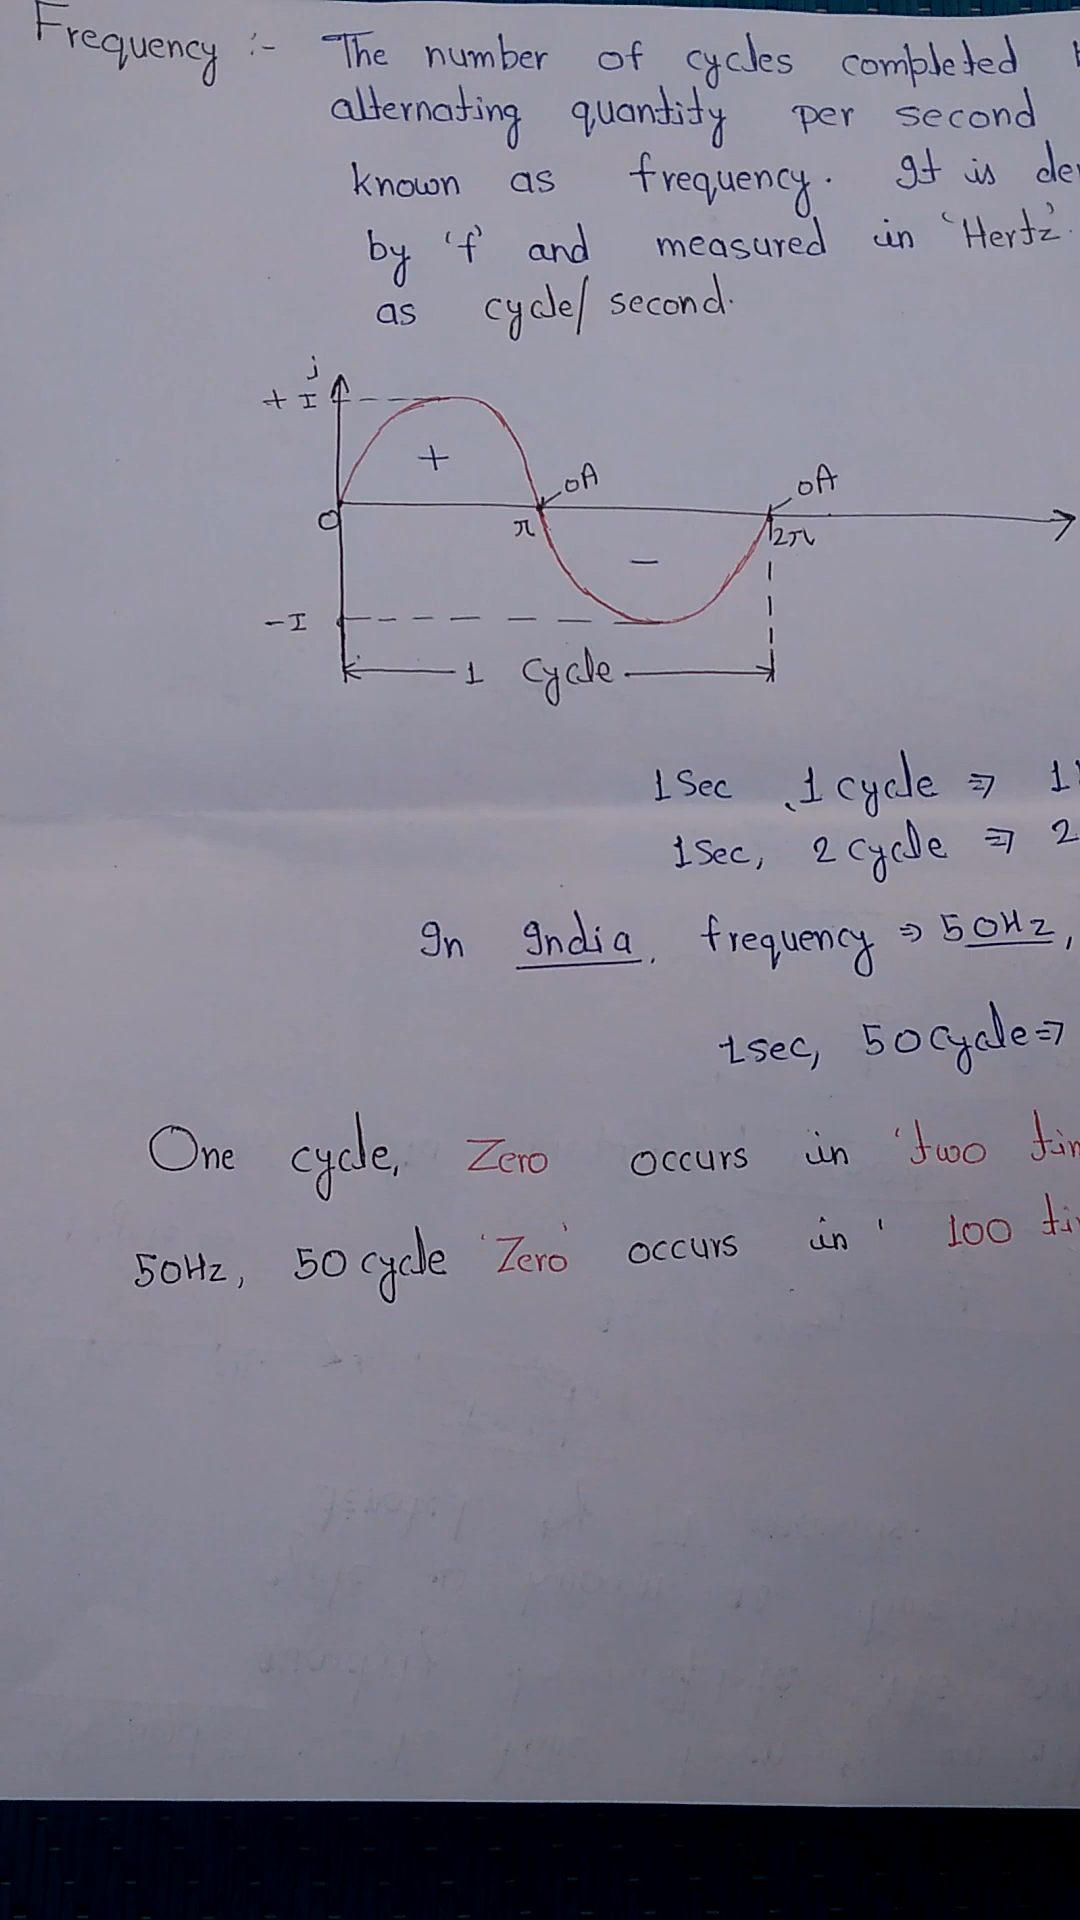 Frequency :- The number of cycles completed
alternating quantity per second
known as frequency. It is
by 'f' and measured in 'Hertz'.
as cycle/second.
i
+ I
+
0A
0A
0
π
2π
−
- I
1 cycle
1 Sec, 1 cycle ⇒ 1
1 Sec, 2 cycle ⇒ 2
In India, frequency ⇒ 50Hz,
1sec, 50 cycle ⇒
One cycle, Zero occurs in 'two
50Hz, 50 cycle 'Zero' occurs in ' 100